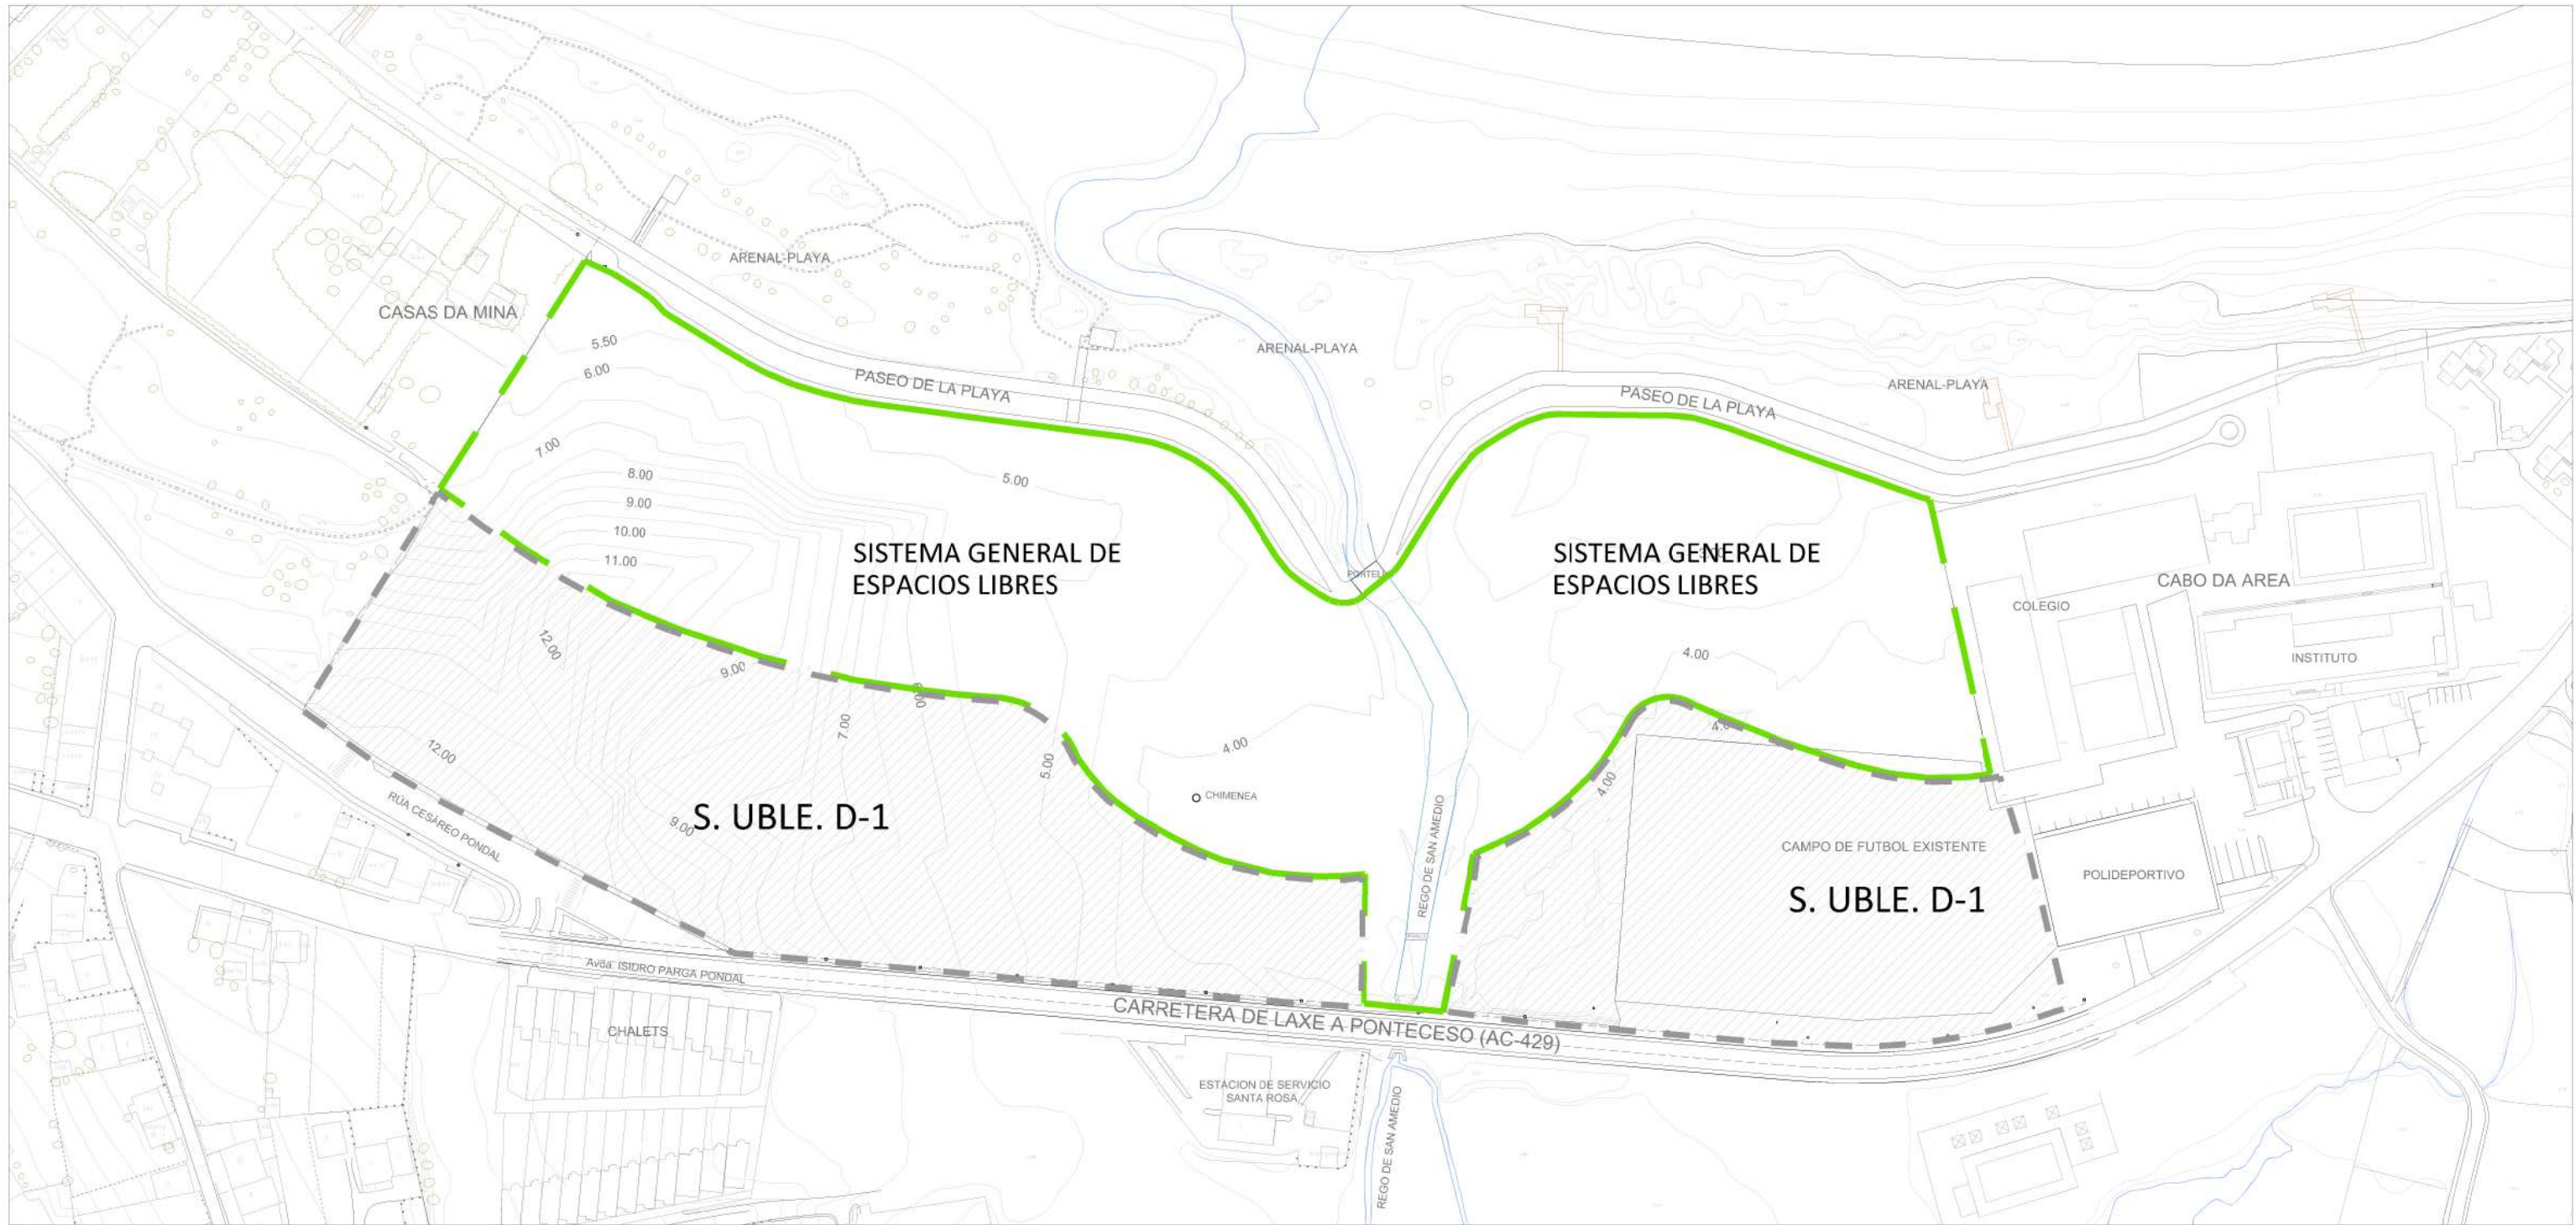 ARENAL-PLAYA
CASAS DA MINA
5.50
6.00
ARENAL-PLAYA
PASEO DE LA PLAYA
PASEO DE LA PLAYA
ARENAL-PLAYA
7.00
8.00
9.00
10.00
11.00
5.00
SISTEMA GENERAL DE
ESPACIOS LIBRES
SISTEMA GENERAL DE
ESPACIOS LIBRES
CABO DA AREA
COLEGIO
INSTITUTO
12.00
9.00
4.00
7.00
5.00
4.00
4.00
12.00
CHIMENEA
RÚA CESÁREO PONDAL
9.00
S. UBLE. D-1
REGO DE SAN AMEDIO
CAMPO DE FUTBOL EXISTENTE
S. UBLE. D-1
POLIDEPORTIVO
Avda. ISIDRO PARGA PONDAL
CARRETERA DE LAXE A PONTECESO (AC-429)
CHALETS
ESTACION DE SERVICIO
SANTA ROSA
REGO DE SAN AMEDIO